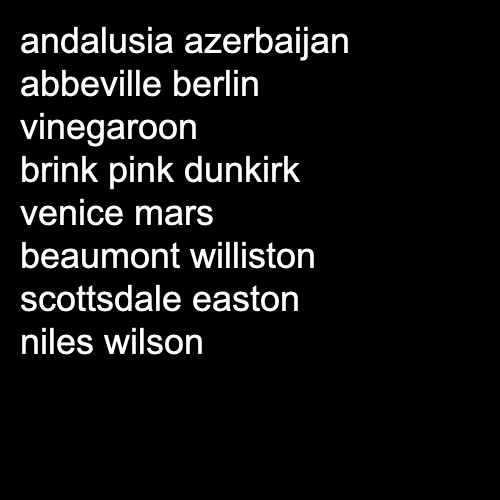 andalusia azerbaijan
abbeville berlin
vinegaroon
brink pink dunkirk
venice mars
beaumont williston
scottsdale easton
niles wilson